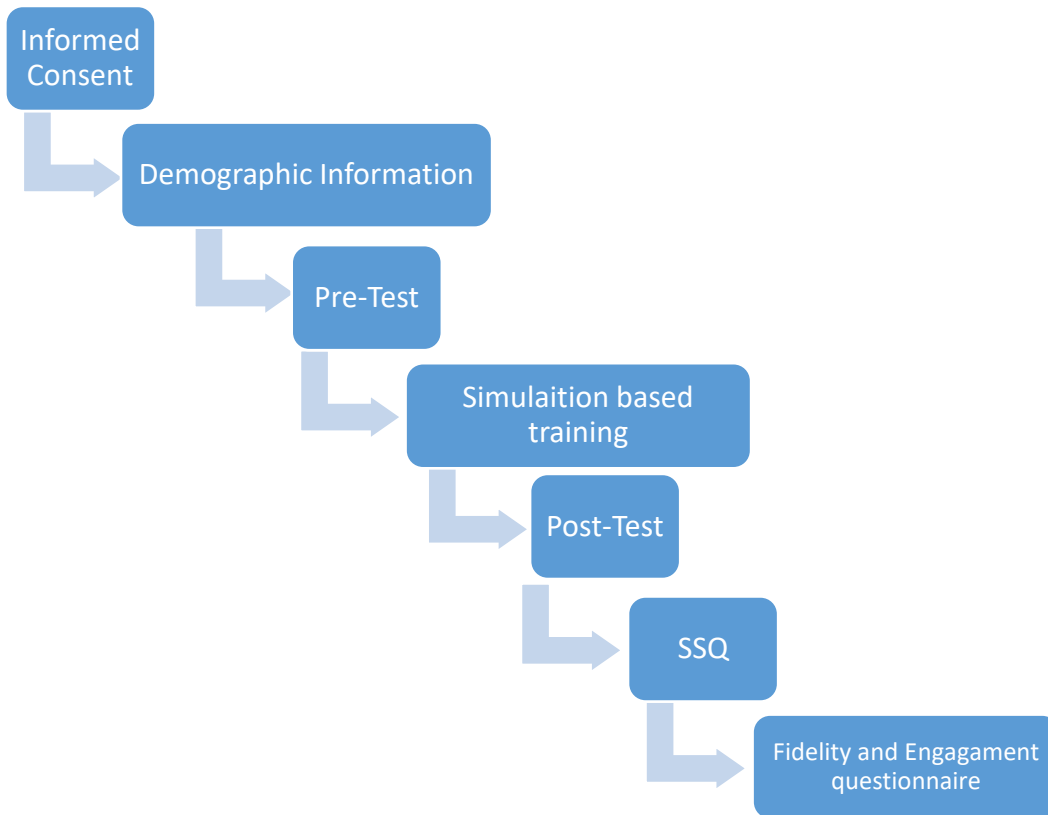 Informed
Consent
Demographic Information
Pre-Test
Simulaition based
training
Post-Test
SSQ
Fidelity and Engagament
questionnaire